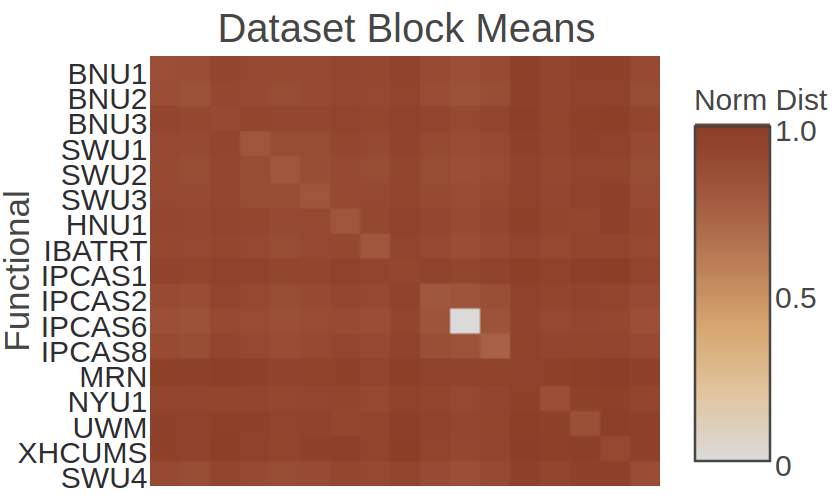 Dataset Block Means
Functional
BNU1
BNU2
BNU3
SWU1
SWU2
SWU3
HNU1
IBATRT
IPCAS1
IPCAS2
IPCAS6
IPCAS8
MRN
NYU1
UWM
XHCUMS
SWU4
Norm Dist
1.0
0.5
0